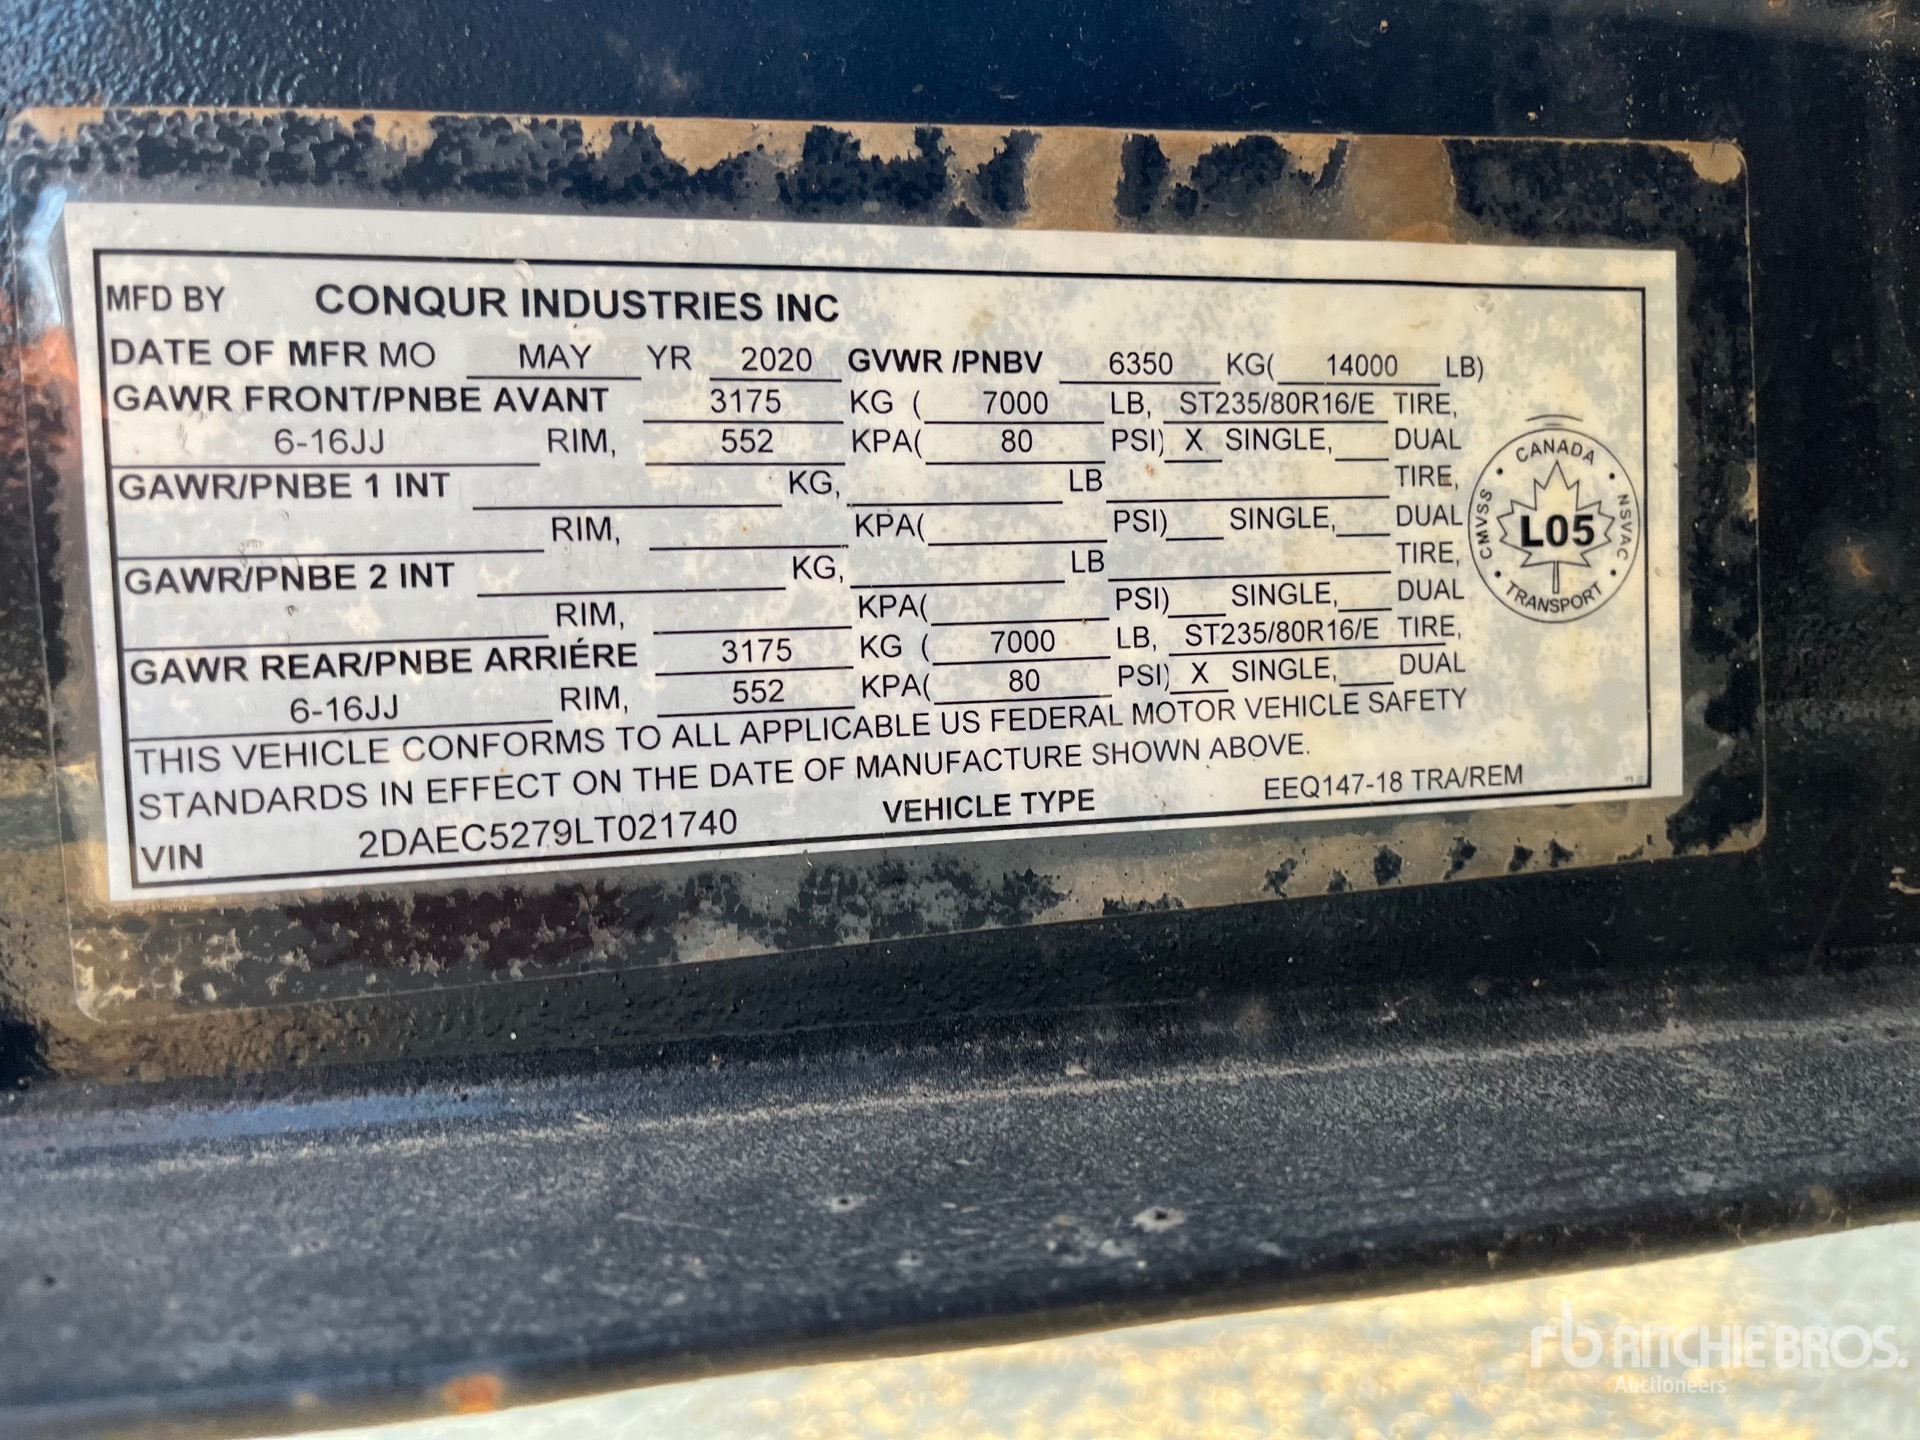 MFD BY CONQUR INDUSTRIES INC
DATE OF MFR MO MAY YR 2020 GVWR /PNBV 6350 KG( 14000 LB)
GAWR FRONT/PNBE AVANT 3175 KG ( 7000 LB, ST235/80R16/E TIRE,
6-16JJ RIM, 552 KPA( 80 PSI) X SINGLE, DUAL
GAWR/PNBE 1 INT KG, LB TIRE,
RIM, KPA( PSI) SINGLE, DUAL
GAWR/PNBE 2 INT KG, LB TIRE,
RIM, KPA( PSI) SINGLE, DUAL
GAWR REAR/PNBE ARRIÉRE 3175 KG ( 7000 LB, ST235/80R16/E TIRE,
6-16JJ RIM, 552 KPA( 80 PSI) X SINGLE, DUAL
THIS VEHICLE CONFORMS TO ALL APPLICABLE US FEDERAL MOTOR VEHICLE SAFETY
STANDARDS IN EFFECT ON THE DATE OF MANUFACTURE SHOWN ABOVE.
VIN 2DAEC5279LT021740 VEHICLE TYPE EEQ147-18 TRA/REM
CANADA
CMVSS
L05
NSVAC
TRANSPORT
rb RITCHIE BROS.
Auctioneers